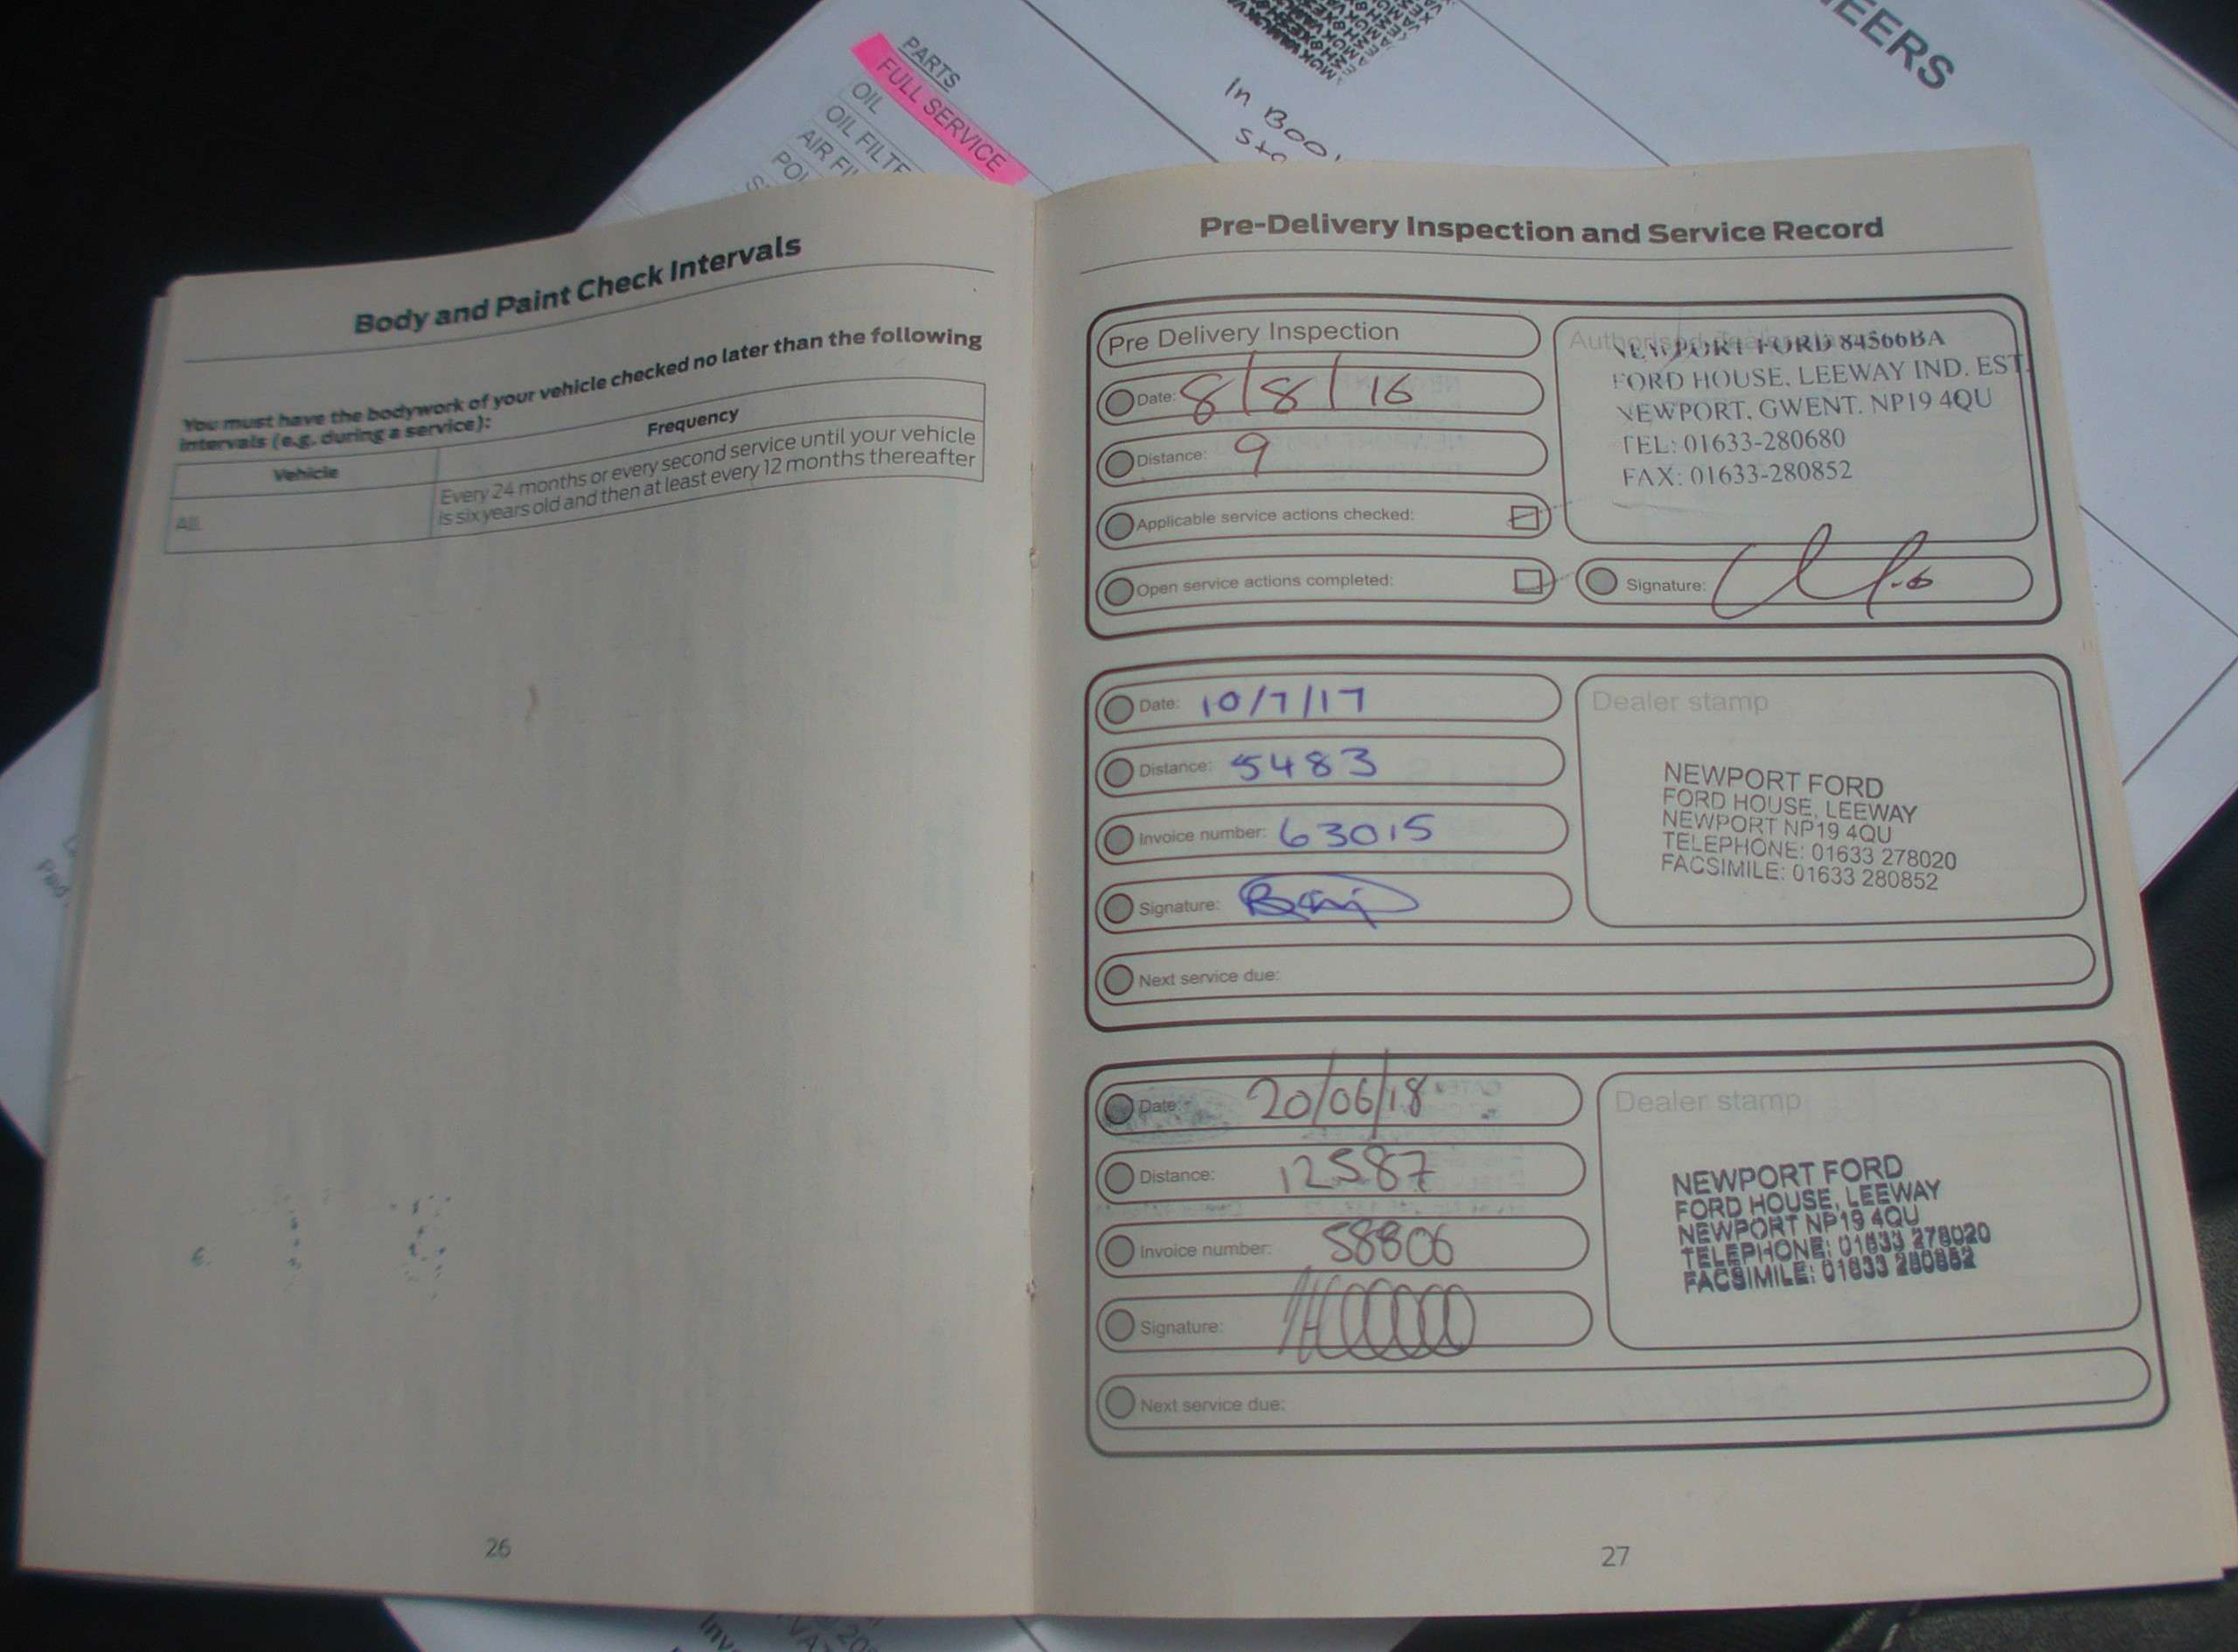 EERS
PARTS
FULL SERVICE
OIL
OIL FILTE
AIR FI
POL
In Boo
Sto
Body and Paint Check Intervals
You must have the bodywork of your vehicle checked no later than the following
intervals (e.g. during a service):
Vehicle
Frequency
All
Every 24 months or every second service until your vehicle
is six years old and then at least every 12 months thereafter
26
Pre-Delivery Inspection and Service Record
Pre Delivery Inspection
Date: 8/8/16
Distance: 9
Applicable service actions checked:
Open service actions completed:
NEWPORT FORD 84566BA
FORD HOUSE, LEEWAY IND. EST.
NEWPORT, GWENT. NP19 4QU
TEL: 01633-280680
FAX: 01633-280852
Signature:
Date: 10/7/17
Distance: 5483
Invoice number: 63015
Signature:
Next service due:
Dealer stamp
NEWPORT FORD
FORD HOUSE, LEEWAY
NEWPORT NP19 4QU
TELEPHONE: 01633 278020
FACSIMILE: 01633 280852
Date: 20/06/18
Distance: 12587
Invoice number: 58806
Signature:
Next service due:
Dealer stamp
NEWPORT FORD
FORD HOUSE, LEEWAY
NEWPORT NP19 4QU
TELEPHONE: 01633 278020
FACSIMILE: 01633 280852
27
Paid
Inv
VA
20